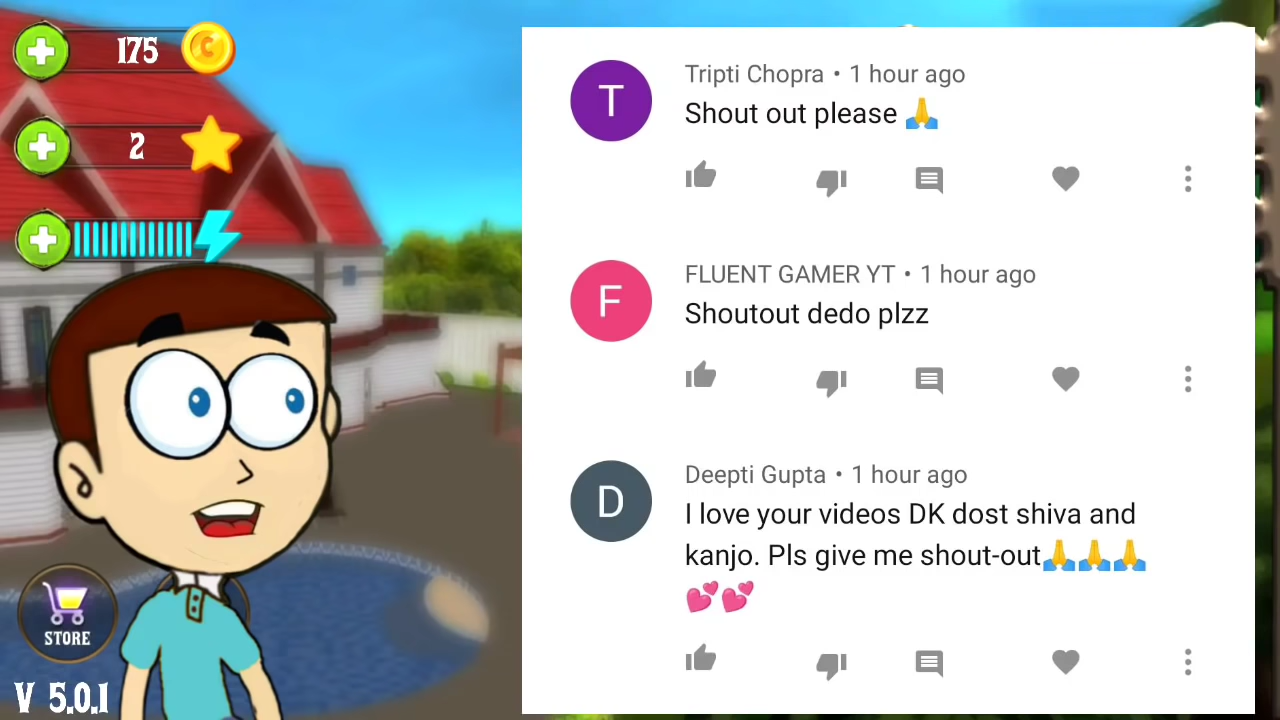 175
2
STORE
V 5.0.1
T
Tripti Chopra • 1 hour ago
Shout out please 🙏
F
FLUENT GAMER YT • 1 hour ago
Shoutout dedo plzz
D
Deepti Gupta • 1 hour ago
I love your videos DK dost shiva and
kanjo. Pls give me shout-out🙏🙏🙏
💕💕